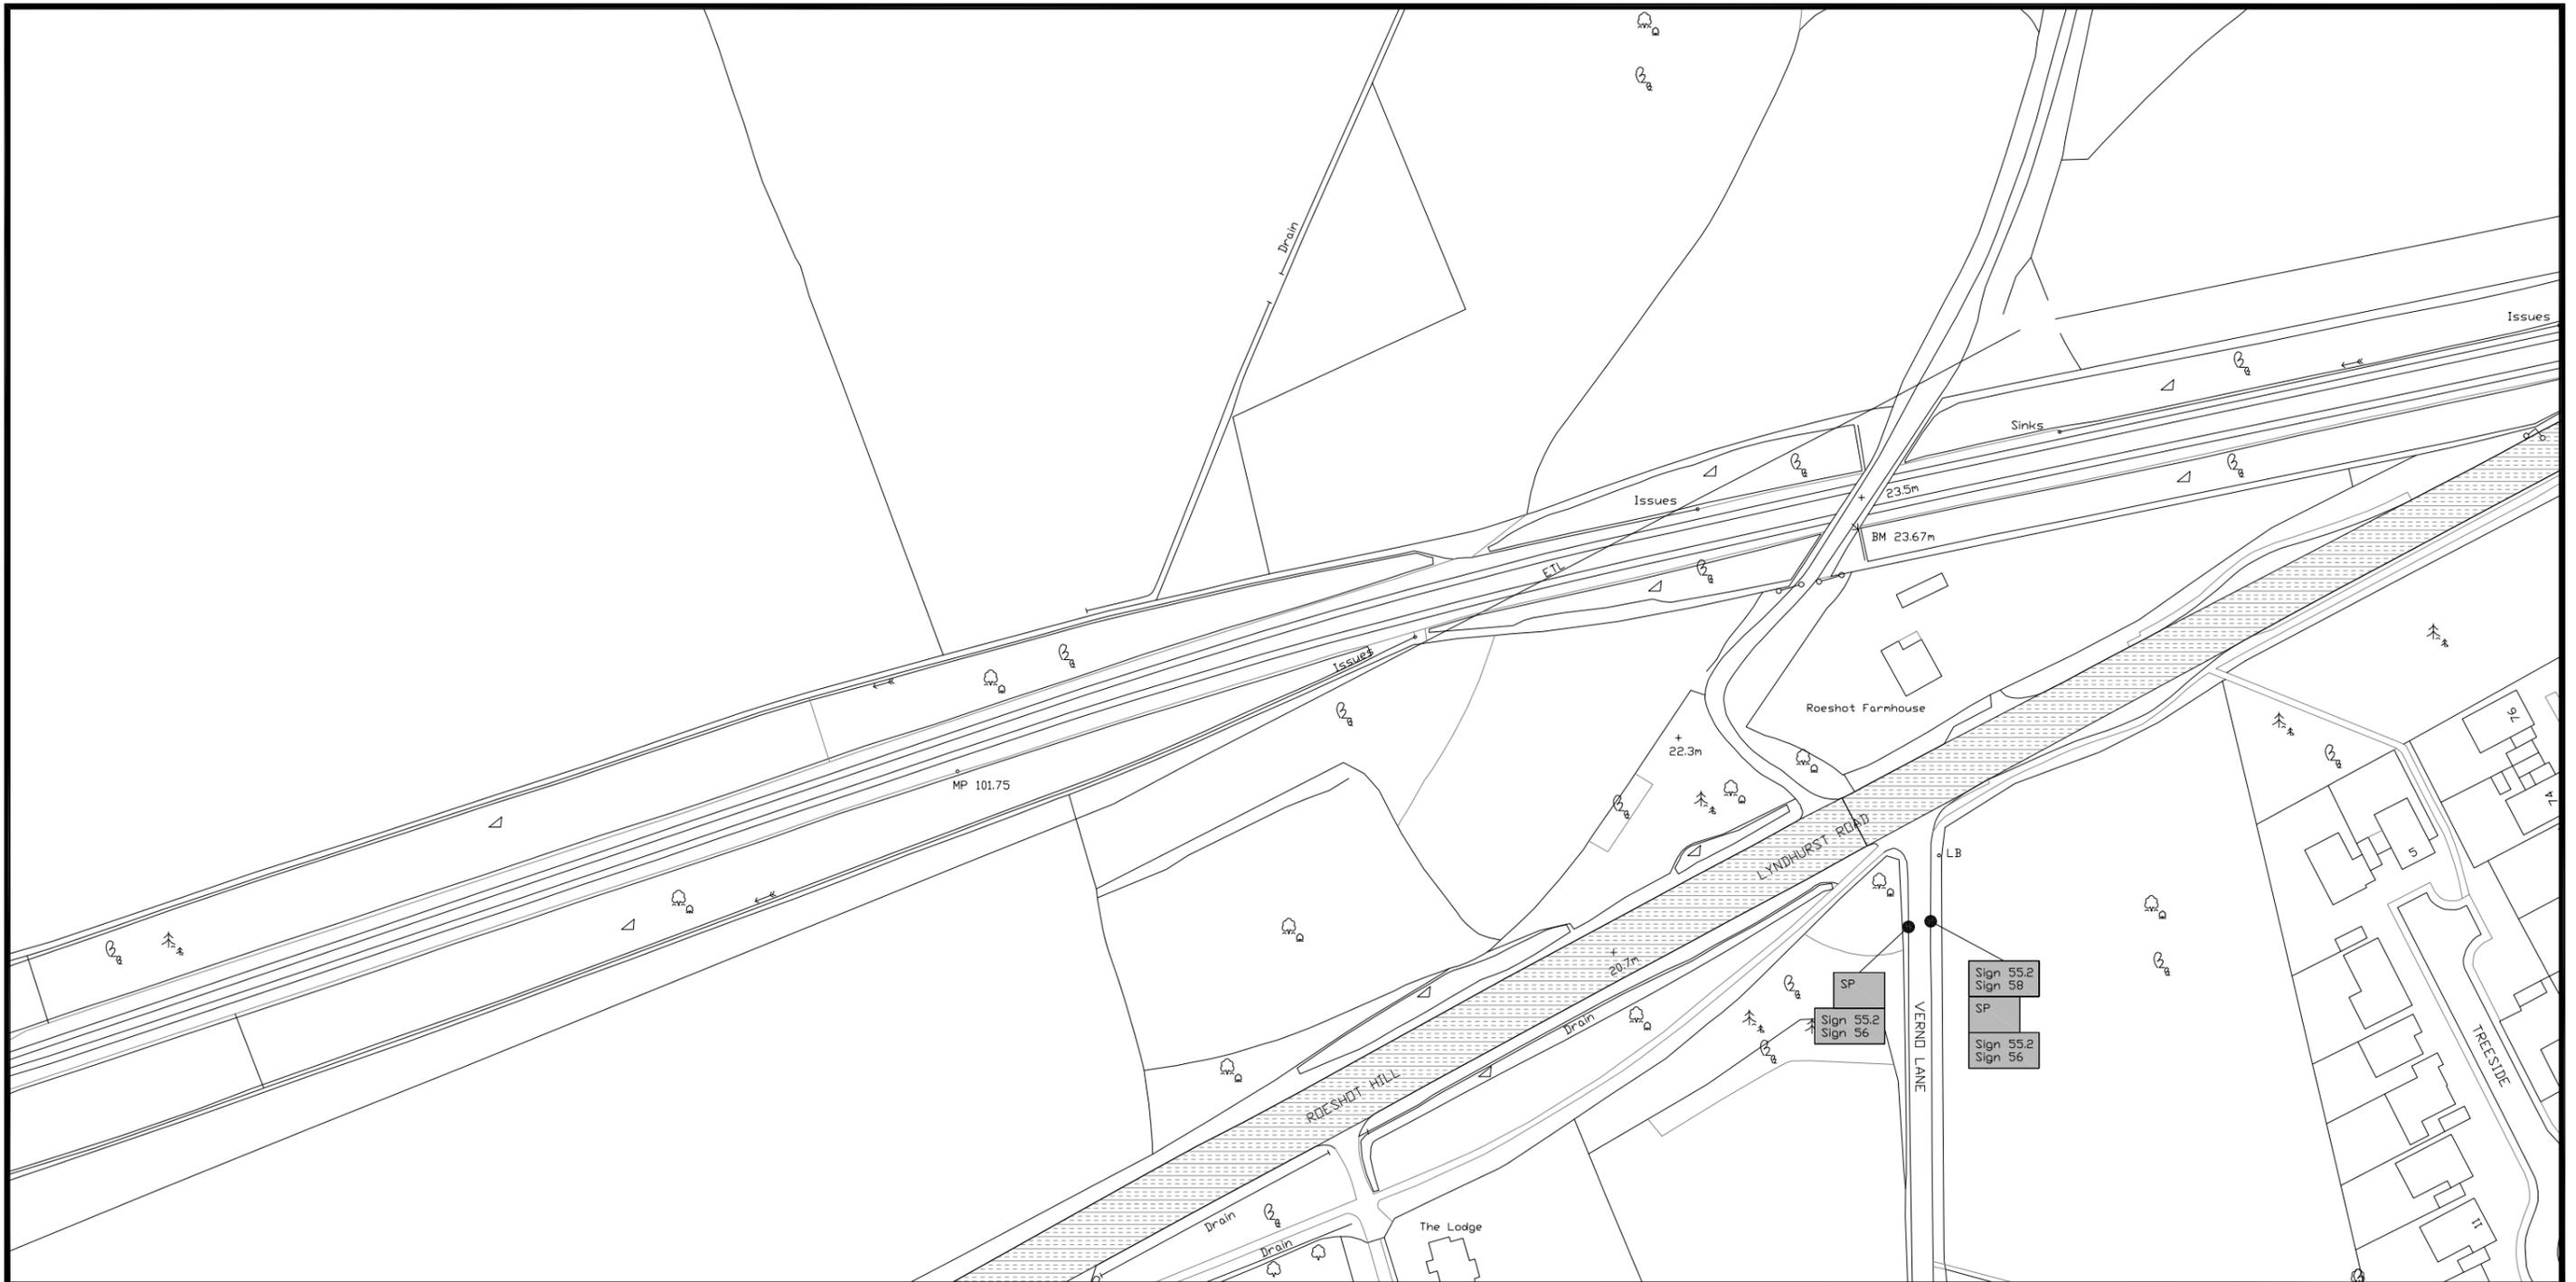 Drain
Issues
Sinks
Issues
23.5m
BM 23.67m
ETL
Issues
Roeshot Farmhouse
76
22.3m
MP 101.75
74
LYNDHURST ROAD
LB
5
20.7m
Sign 55.2
Sign 58
SP
SP
Sign 55.2
Sign 56
Sign 55.2
Sign 56
Drain
VERNO LANE
TREESIDE
ROESHOT HILL
Drain
The Lodge
Drain
11